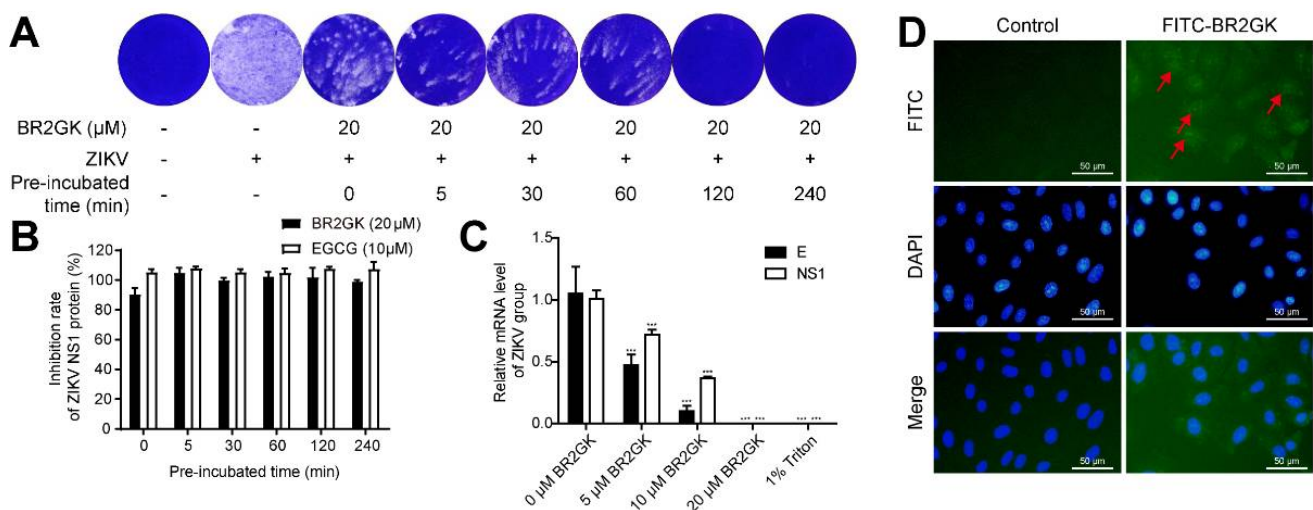 A
BR2GK (μM) - - 20 20 20 20 20 20
ZIKV - + + + + + + +
Pre-incubated
time (min) - - 0 5 30 60 120 240
B
BR2GK (20μM)
EGCG (10μM)
Inhibition rate
of ZIKV NS1 protein (%)
120
100
80
60
40
20
0
0 5 30 60 120 240
Pre-incubated time (min)
C
E
NS1
Relative mRNA level
of ZIKV group
1.5
1.0
0.5
0.0
*** ***
*** ***
*** ***
*** ***
0 μM BR2GK
5 μM BR2GK
10 μM BR2GK
20 μM BR2GK
1% Triton
D
Control FITC-BR2GK
FITC
50 μm
DAPI
50 μm 50 μm
Merge
50 μm 50 μm